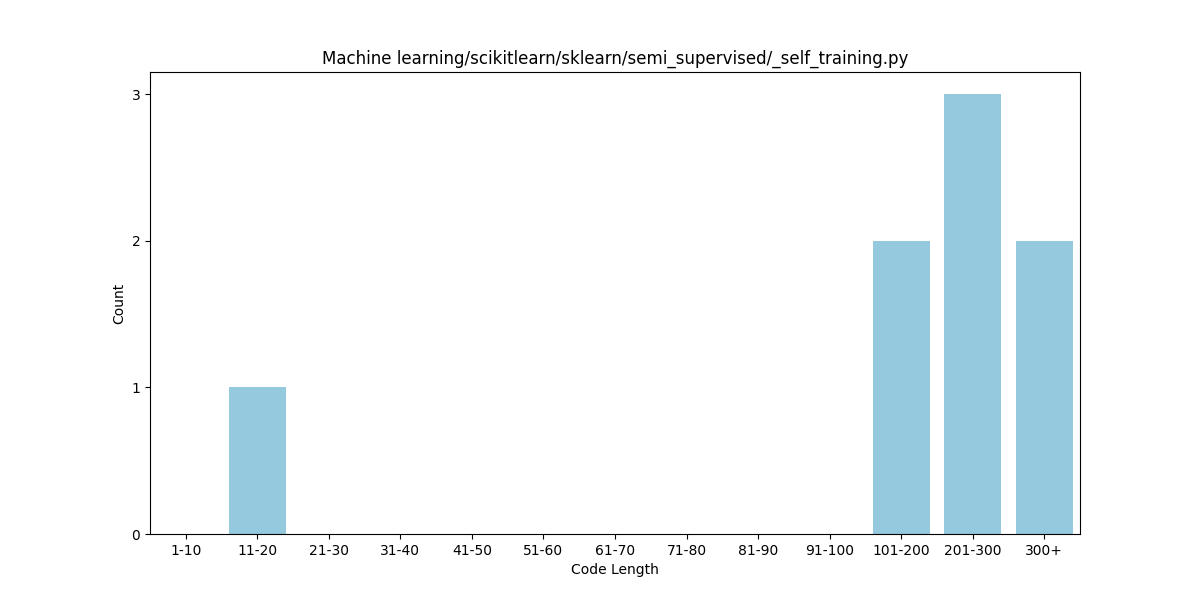 Machine learning/scikitlearn/sklearn/semi_supervised/_self_training.py
3
2
1
0
Count
1-10 11-20 21-30 31-40 41-50 51-60 61-70 71-80 81-90 91-100 101-200 201-300 300+
Code Length